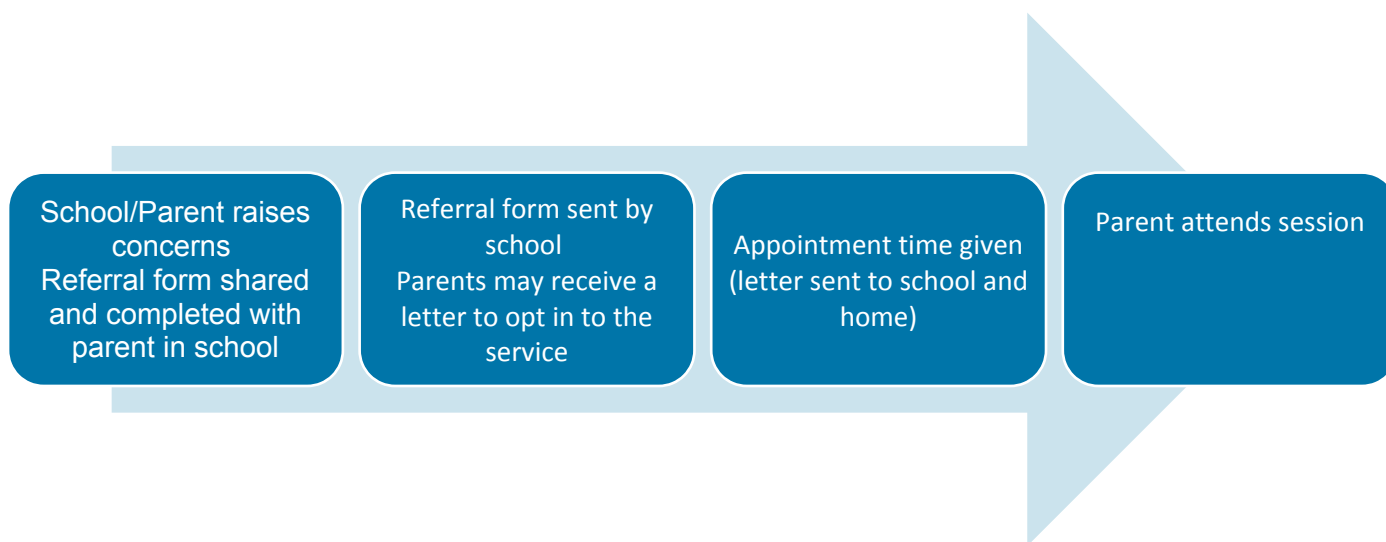 School/Parent raises
concerns
Referral form shared
and completed with
parent in school
Referral form sent by
school
Parents may receive a
letter to opt in to the
service
Appointment time given
(letter sent to school and
home)
Parent attends session